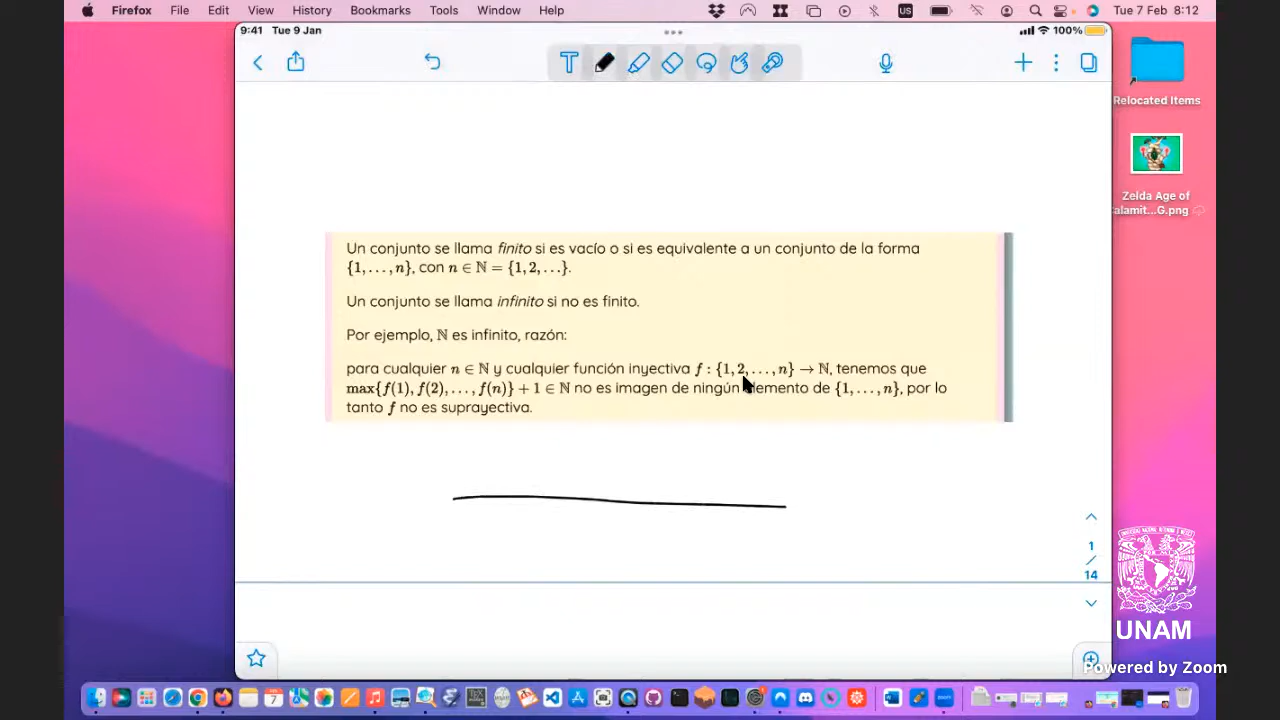 Firefox File Edit View History Bookmarks Tools Window Help US Tue 7 Feb 8:12
9:41 Tue 9 Jan 100%
Relocated Items
Zelda Age of
alamit...G.png
Un conjunto se llama finito si es vacío o si es equivalente a un conjunto de la forma
{1, . . . , n}, con n ∈ ℕ = {1, 2, . . .}.
Un conjunto se llama infinito si no es finito.
Por ejemplo, ℕ es infinito, razón:
para cualquier n ∈ ℕ y cualquier función inyectiva f : {1, 2, . . . , n} → ℕ, tenemos que
max{f(1), f(2), . . . , f(n)} + 1 ∈ ℕ no es imagen de ningún elemento de {1, . . . , n}, por lo
tanto f no es suprayectiva.
1
/
14
UNAM
Powered by Zoom